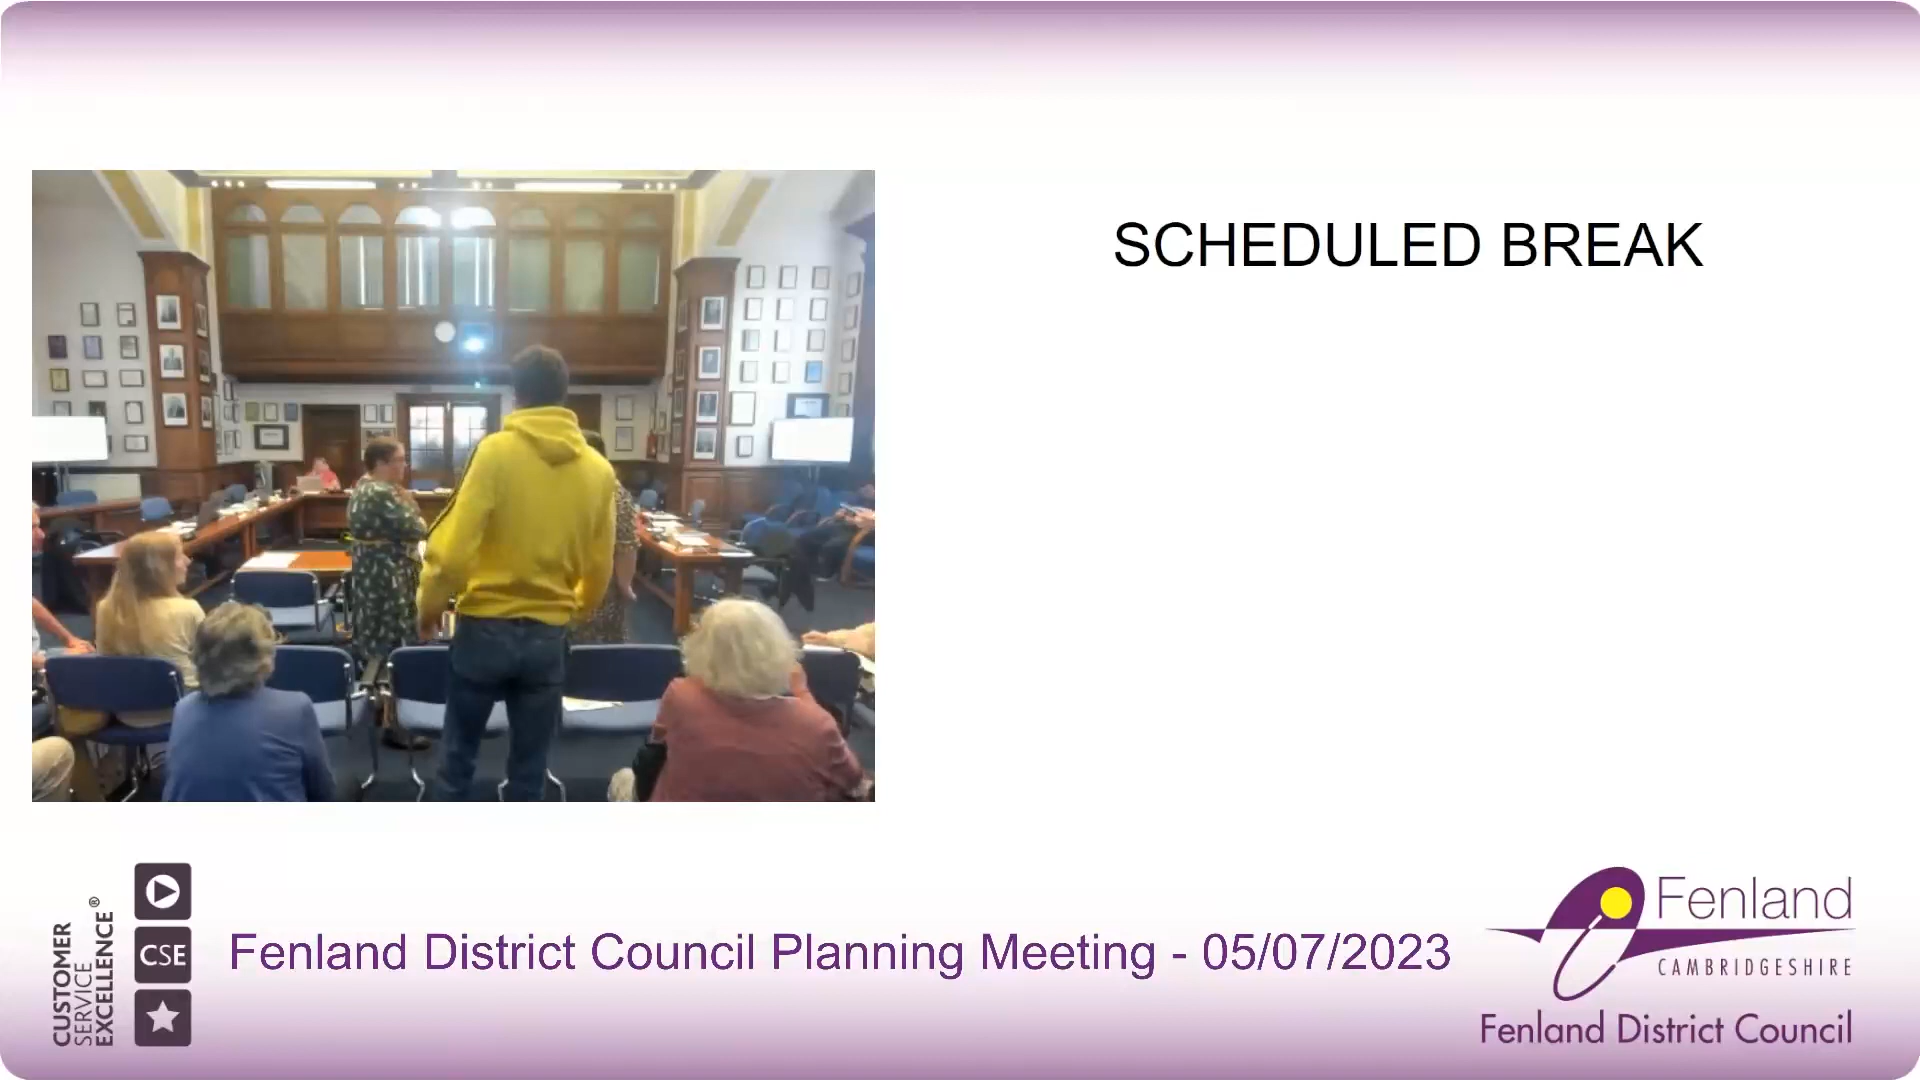 SCHEDULED BREAK
CUSTOMER
SERVICE
EXCELLENCE®
CSE
Fenland District Council Planning Meeting - 05/07/2023
Fenland
CAMBRIDGESHIRE
Fenland District Council